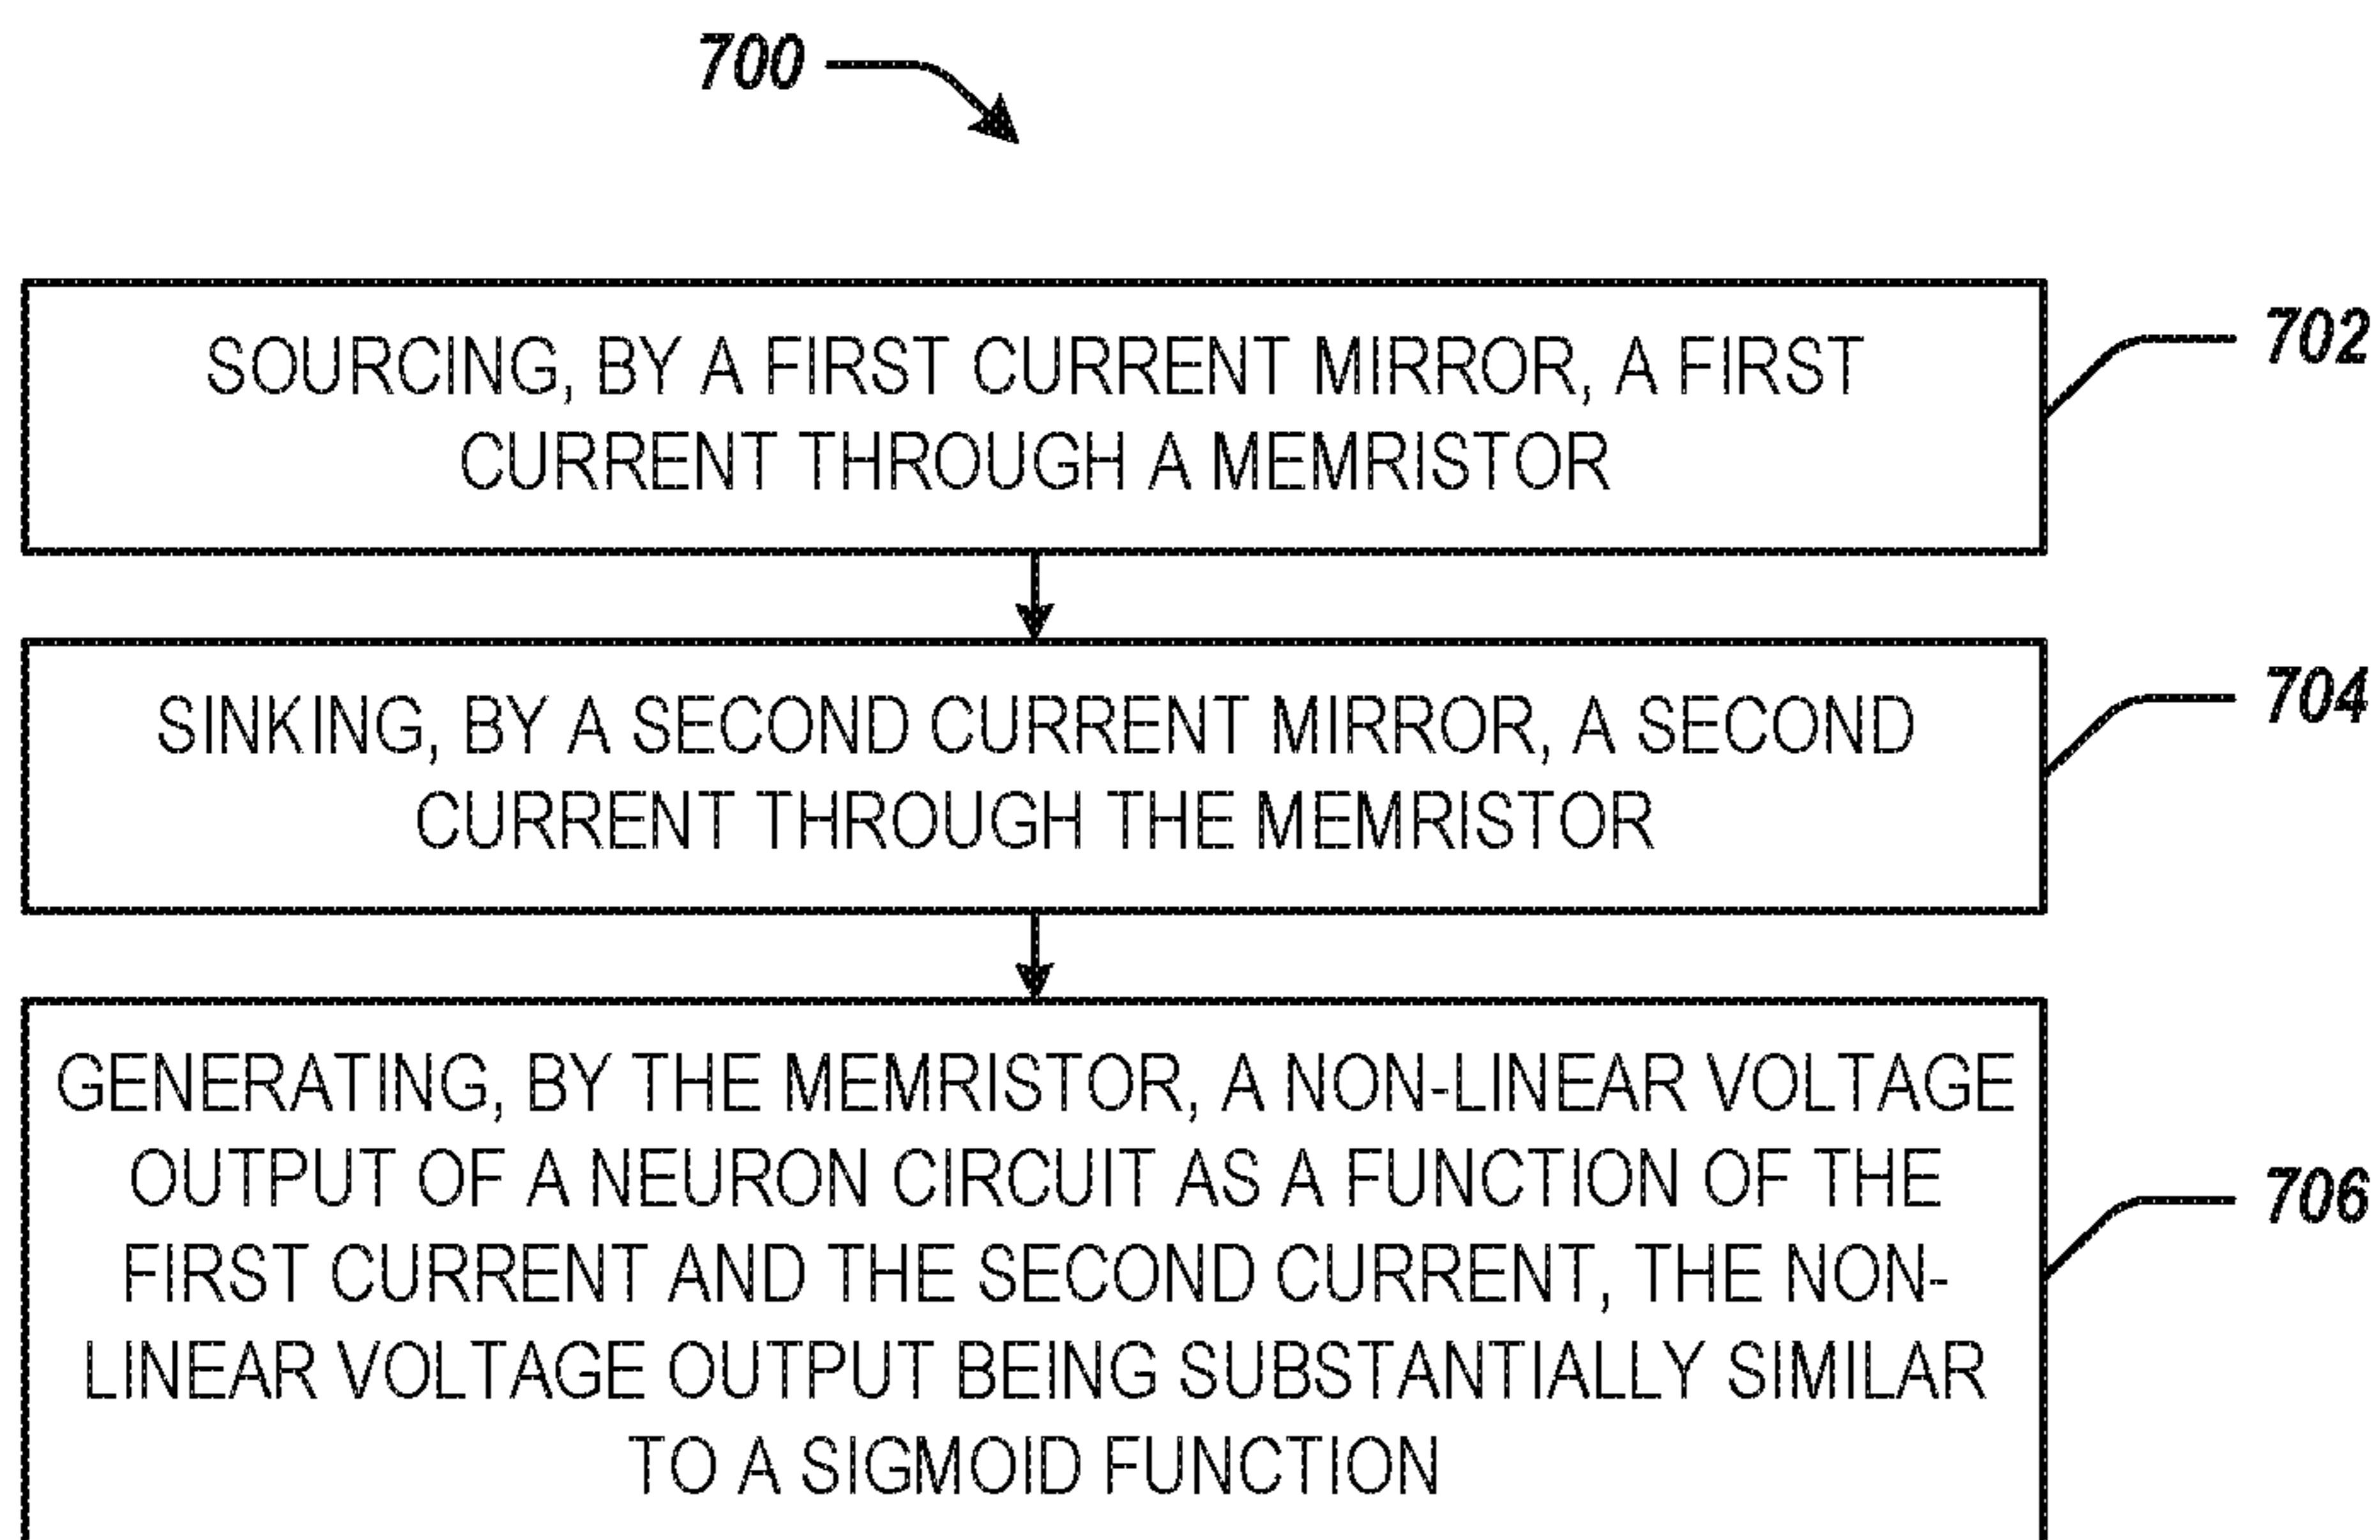 700
SOURCING, BY A FIRST CURRENT MIRROR, A FIRST
CURRENT THROUGH A MEMRISTOR
702
SINKING, BY A SECOND CURRENT MIRROR, A SECOND
CURRENT THROUGH THE MEMRISTOR
704
GENERATING, BY THE MEMRISTOR, A NON-LINEAR VOLTAGE
OUTPUT OF A NEURON CIRCUIT AS A FUNCTION OF THE
FIRST CURRENT AND THE SECOND CURRENT, THE NON-
LINEAR VOLTAGE OUTPUT BEING SUBSTANTIALLY SIMILAR
TO A SIGMOID FUNCTION
706